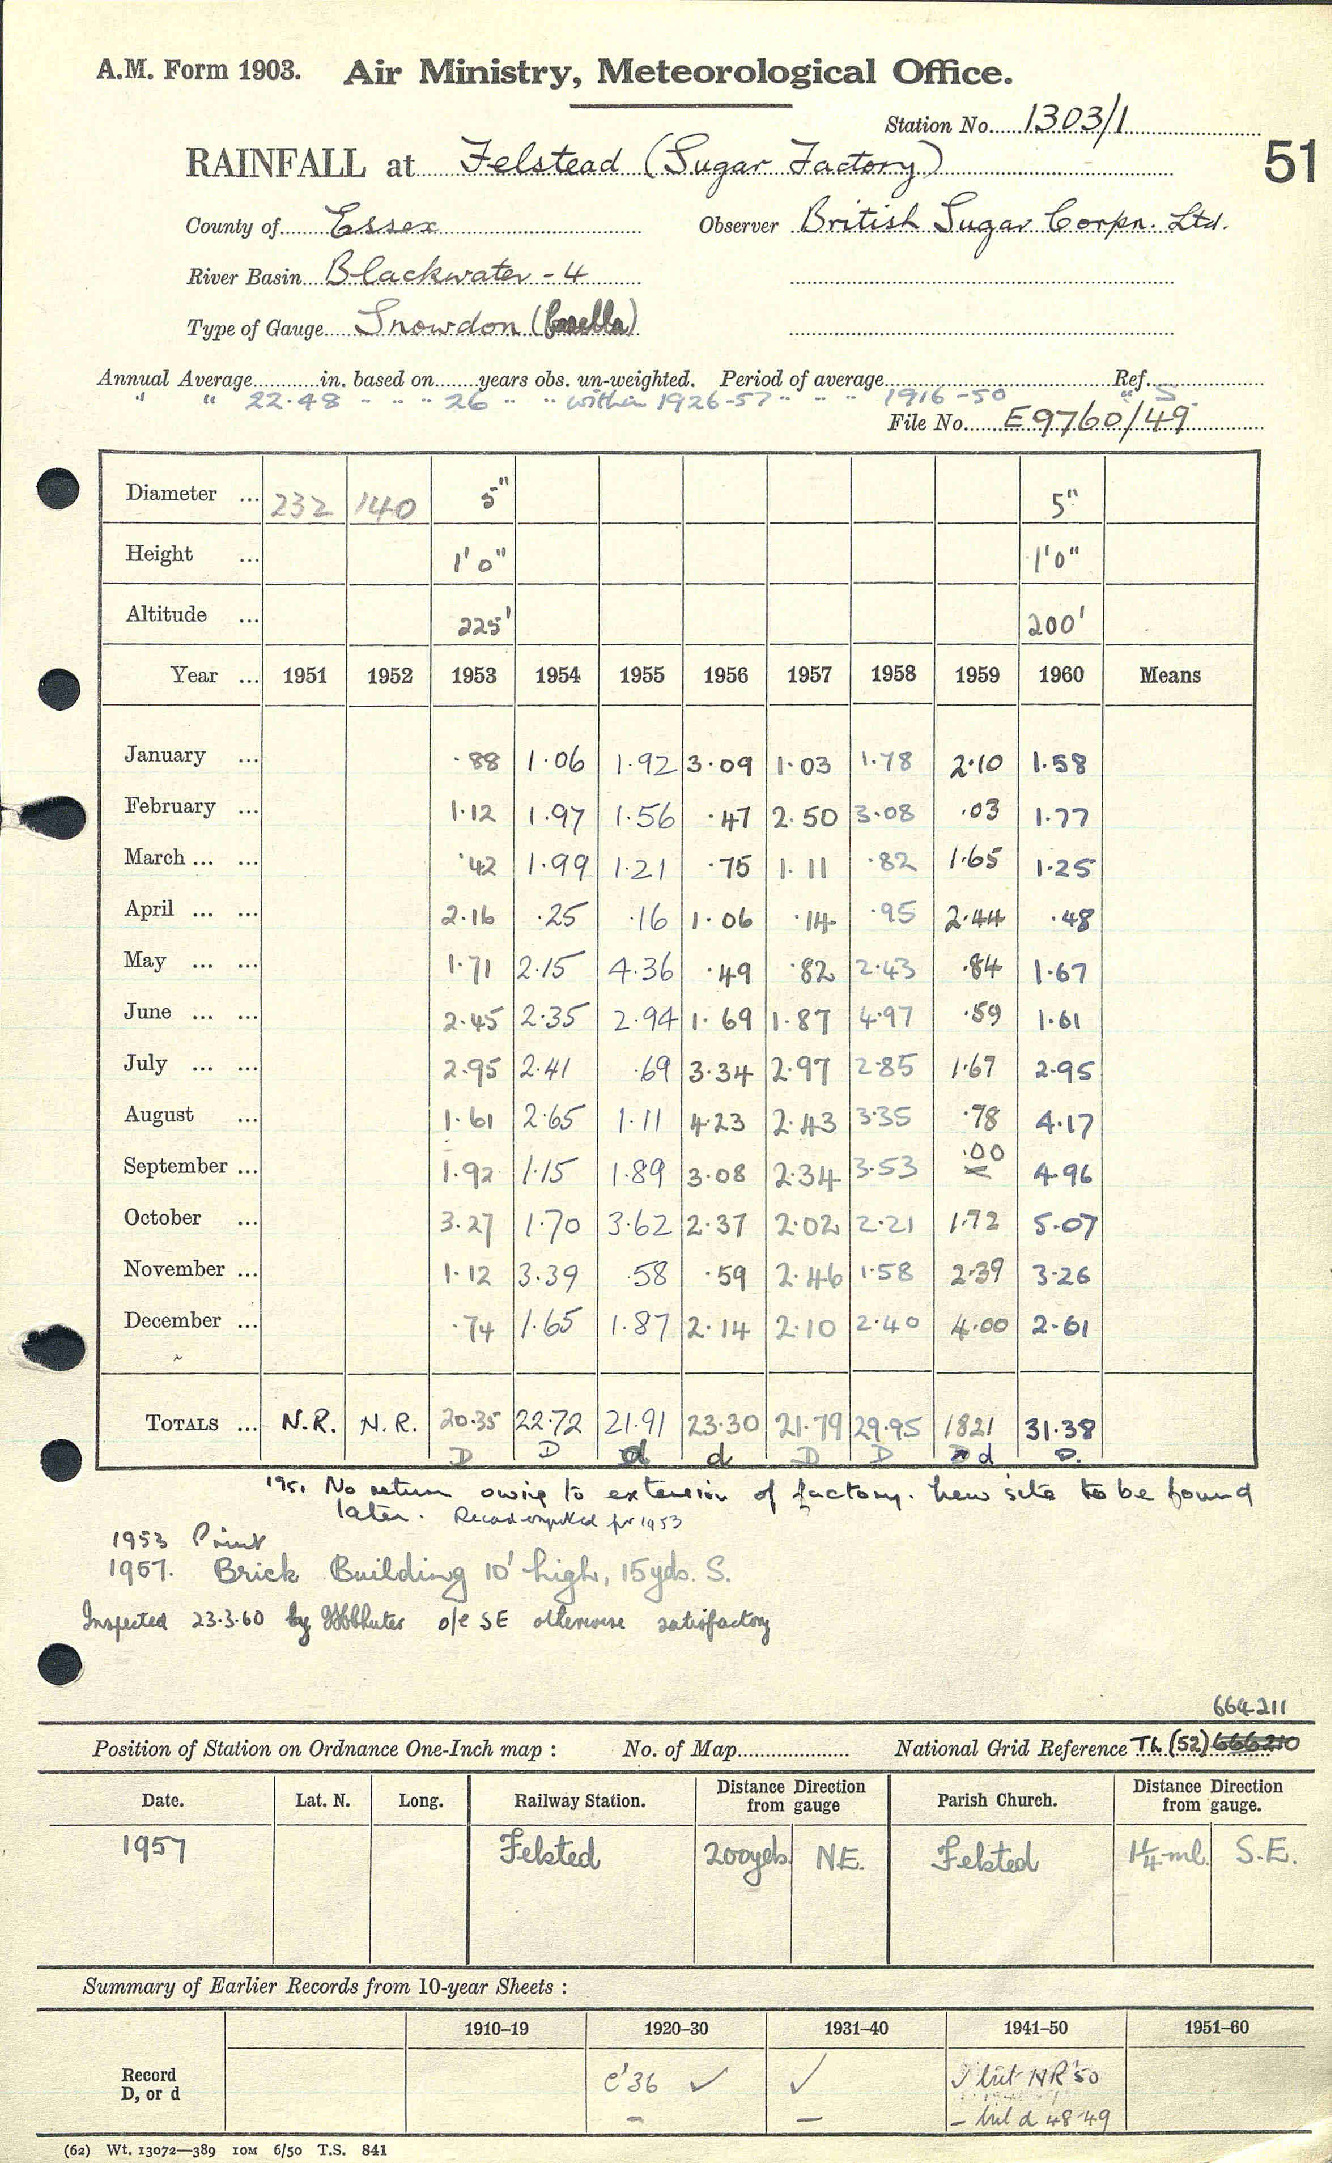 A.M. Form 1903. Air Ministry, Meteorological Office.
Station No. 1303/1
RAINFALL at Felstead (Sugar Factory)
51
County of Essex Observer British Sugar Corpn. Ltd.
River Basin Blackwater - 4
Type of Gauge Snowdon (Casella)
Annual Average in. based on years obs. un-weighted. Period of average Ref.
" " 22.48 " " " 26 " " within 1926-57 " " " 1916-50 " S.
File No. E9760/49
Diameter ... 232 140 5" 5"
Height ... 1'0" 1'0"
Altitude ... 225' 200'
Year ... 1951 1952 1953 1954 1955 1956 1957 1958 1959 1960 Means
January ... .88 1.06 1.92 3.09 1.03 1.78 2.10 1.58
February ... 1.12 1.97 1.56 .47 2.50 3.08 .03 1.77
March ... ... .42 1.99 1.21 .75 1.11 .82 1.65 1.25
April ... ... 2.16 .25 .16 1.06 .14 .95 2.44 .48
May ... ... 1.71 2.15 4.36 .49 .82 2.43 .84 1.67
June ... ... 2.45 2.35 2.94 1.69 1.87 4.97 .59 1.61
July ... ... 2.95 2.41 .69 3.34 2.97 2.85 1.67 2.95
August ... 1.61 2.65 1.11 4.23 2.43 3.35 .78 4.17
September ... 1.92 1.15 1.89 3.08 2.34 3.53 .00 4.96
October ... 3.27 1.70 3.62 2.37 2.02 2.21 1.72 5.07
November ... 1.12 3.39 .58 .59 2.46 1.58 2.39 3.26
December ... .74 1.65 1.87 2.14 2.10 2.40 4.00 2.61
TOTALS ... N.R. N.R. 20.35 22.72 21.91 23.30 21.79 29.95 1821 31.38
D D d d D D d D.
195. No return owing to extension of factory. New site to be found
later. Record for 1953
1953 Print
1957. Brick Building 10' high, 15yds. S.
Inspected 23.3.60 by o/e SE otherwise satisfactory
664211
Position of Station on Ordnance One-Inch map : No. of Map National Grid Reference TL (52) 666210
Date. Lat. N. Long. Railway Station. Distance from gauge Direction Parish Church. Distance from gauge. Direction
1957 Felsted 200yds. NE. Felsted 1¼ ml. S.E.
Summary of Earlier Records from 10-year Sheets :
1910–19 1920–30 1931–40 1941–50 1951–60
Record c'36 ✓ ✓ ✓ but NR '50
D, or d – – – but d 48 49
(62) Wt. 13072—389 10M 6/50 T.S. 841